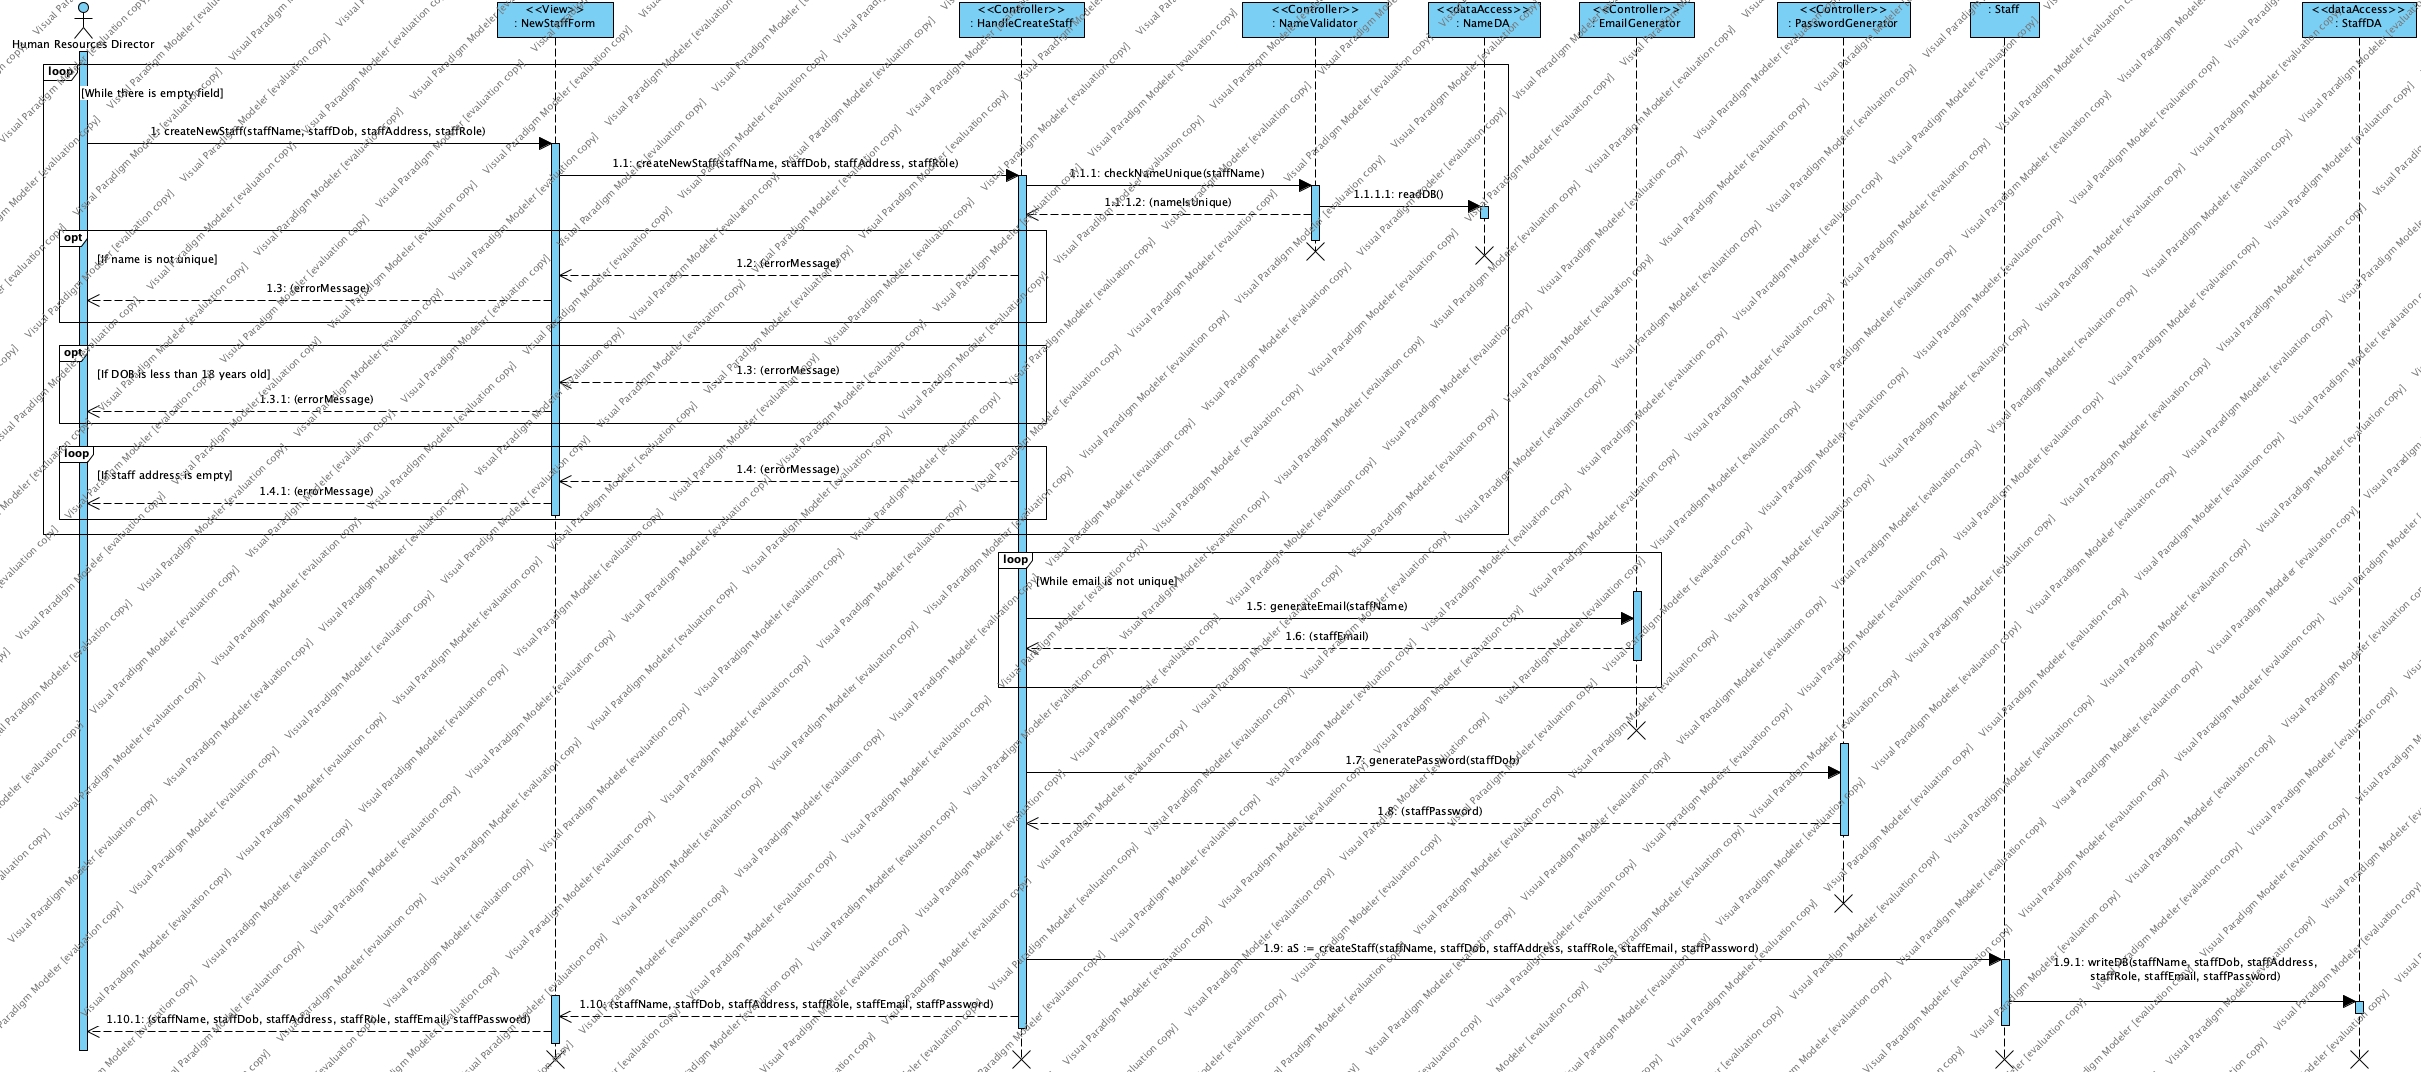 <<View>>
: NewStaffForm
<<Controller>>
: HandleCreateStaff
<<Controller>>
: NameValidator
<<dataAccess>>
: NameDA
<<Controller>>
EmailGenerator
<<Controller>>
: PasswordGenerator
: Staff
<<dataAccess>>
: StaffDA
Human Resources Director
loop
[While there is empty field]
1: createNewStaff(staffName, staffDob, staffAddress, staffRole)
1.1: createNewStaff(staffName, staffDob, staffAddress, staffRole)
1.1.1: checkNameUnique(staffName)
1.1.1.1: readDB()
1.1.1.2: (nameIsUnique)
opt
[If name is not unique]
1.2: (errorMessage)
1.3: (errorMessage)
opt
[If DOB is less than 18 years old]
1.3: (errorMessage)
1.3.1: (errorMessage)
loop
[If staff address is empty]
1.4: (errorMessage)
1.4.1: (errorMessage)
loop
[While email is not unique]
1.5: generateEmail(staffName)
1.6: (staffEmail)
1.7: generatePassword(staffDob)
1.8: (staffPassword)
1.9: aS := createStaff(staffName, staffDob, staffAddress, staffRole, staffEmail, staffPassword)
1.9.1: writeDB(staffName, staffDob, staffAddress,
staffRole, staffEmail, staffPassword)
1.10: (staffName, staffDob, staffAddress, staffRole, staffEmail, staffPassword)
1.10.1: (staffName, staffDob, staffAddress, staffRole, staffEmail, staffPassword)
Visual Paradigm Modeler [evaluation copy]